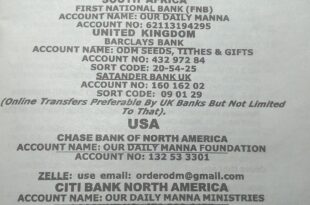 SOUTH AFRICA
FIRST NATIONAL BANK (FNB)
ACCOUNT NAME: OUR DAILY MANNA
ACCOUNT NO: 62113194295
UNITED KINGDOM
BARCLAYS BANK
ACCOUNT NAME: ODM SEEDS, TITHES & GIFTS
ACCOUNT NO: 432 972 84
SORT CODE: 20-54-25
SATANDER BANK UK
ACCOUNT NO: 160 162 02
SORT CODE: 09 01 29
(Online Transfers Preferable By UK Banks But Not Limited
To That).
USA
CHASE BANK OF NORTH AMERICA
ACCOUNT NAME: OUR DAILY MANNA FOUNDATION
ACCOUNT NO: 132 53 3301
ZELLE: use email: orderodm@gmail.com
CITI BANK NORTH AMERICA
ACCOUNT NAME: OUR DAILY MANNA MINISTRIES